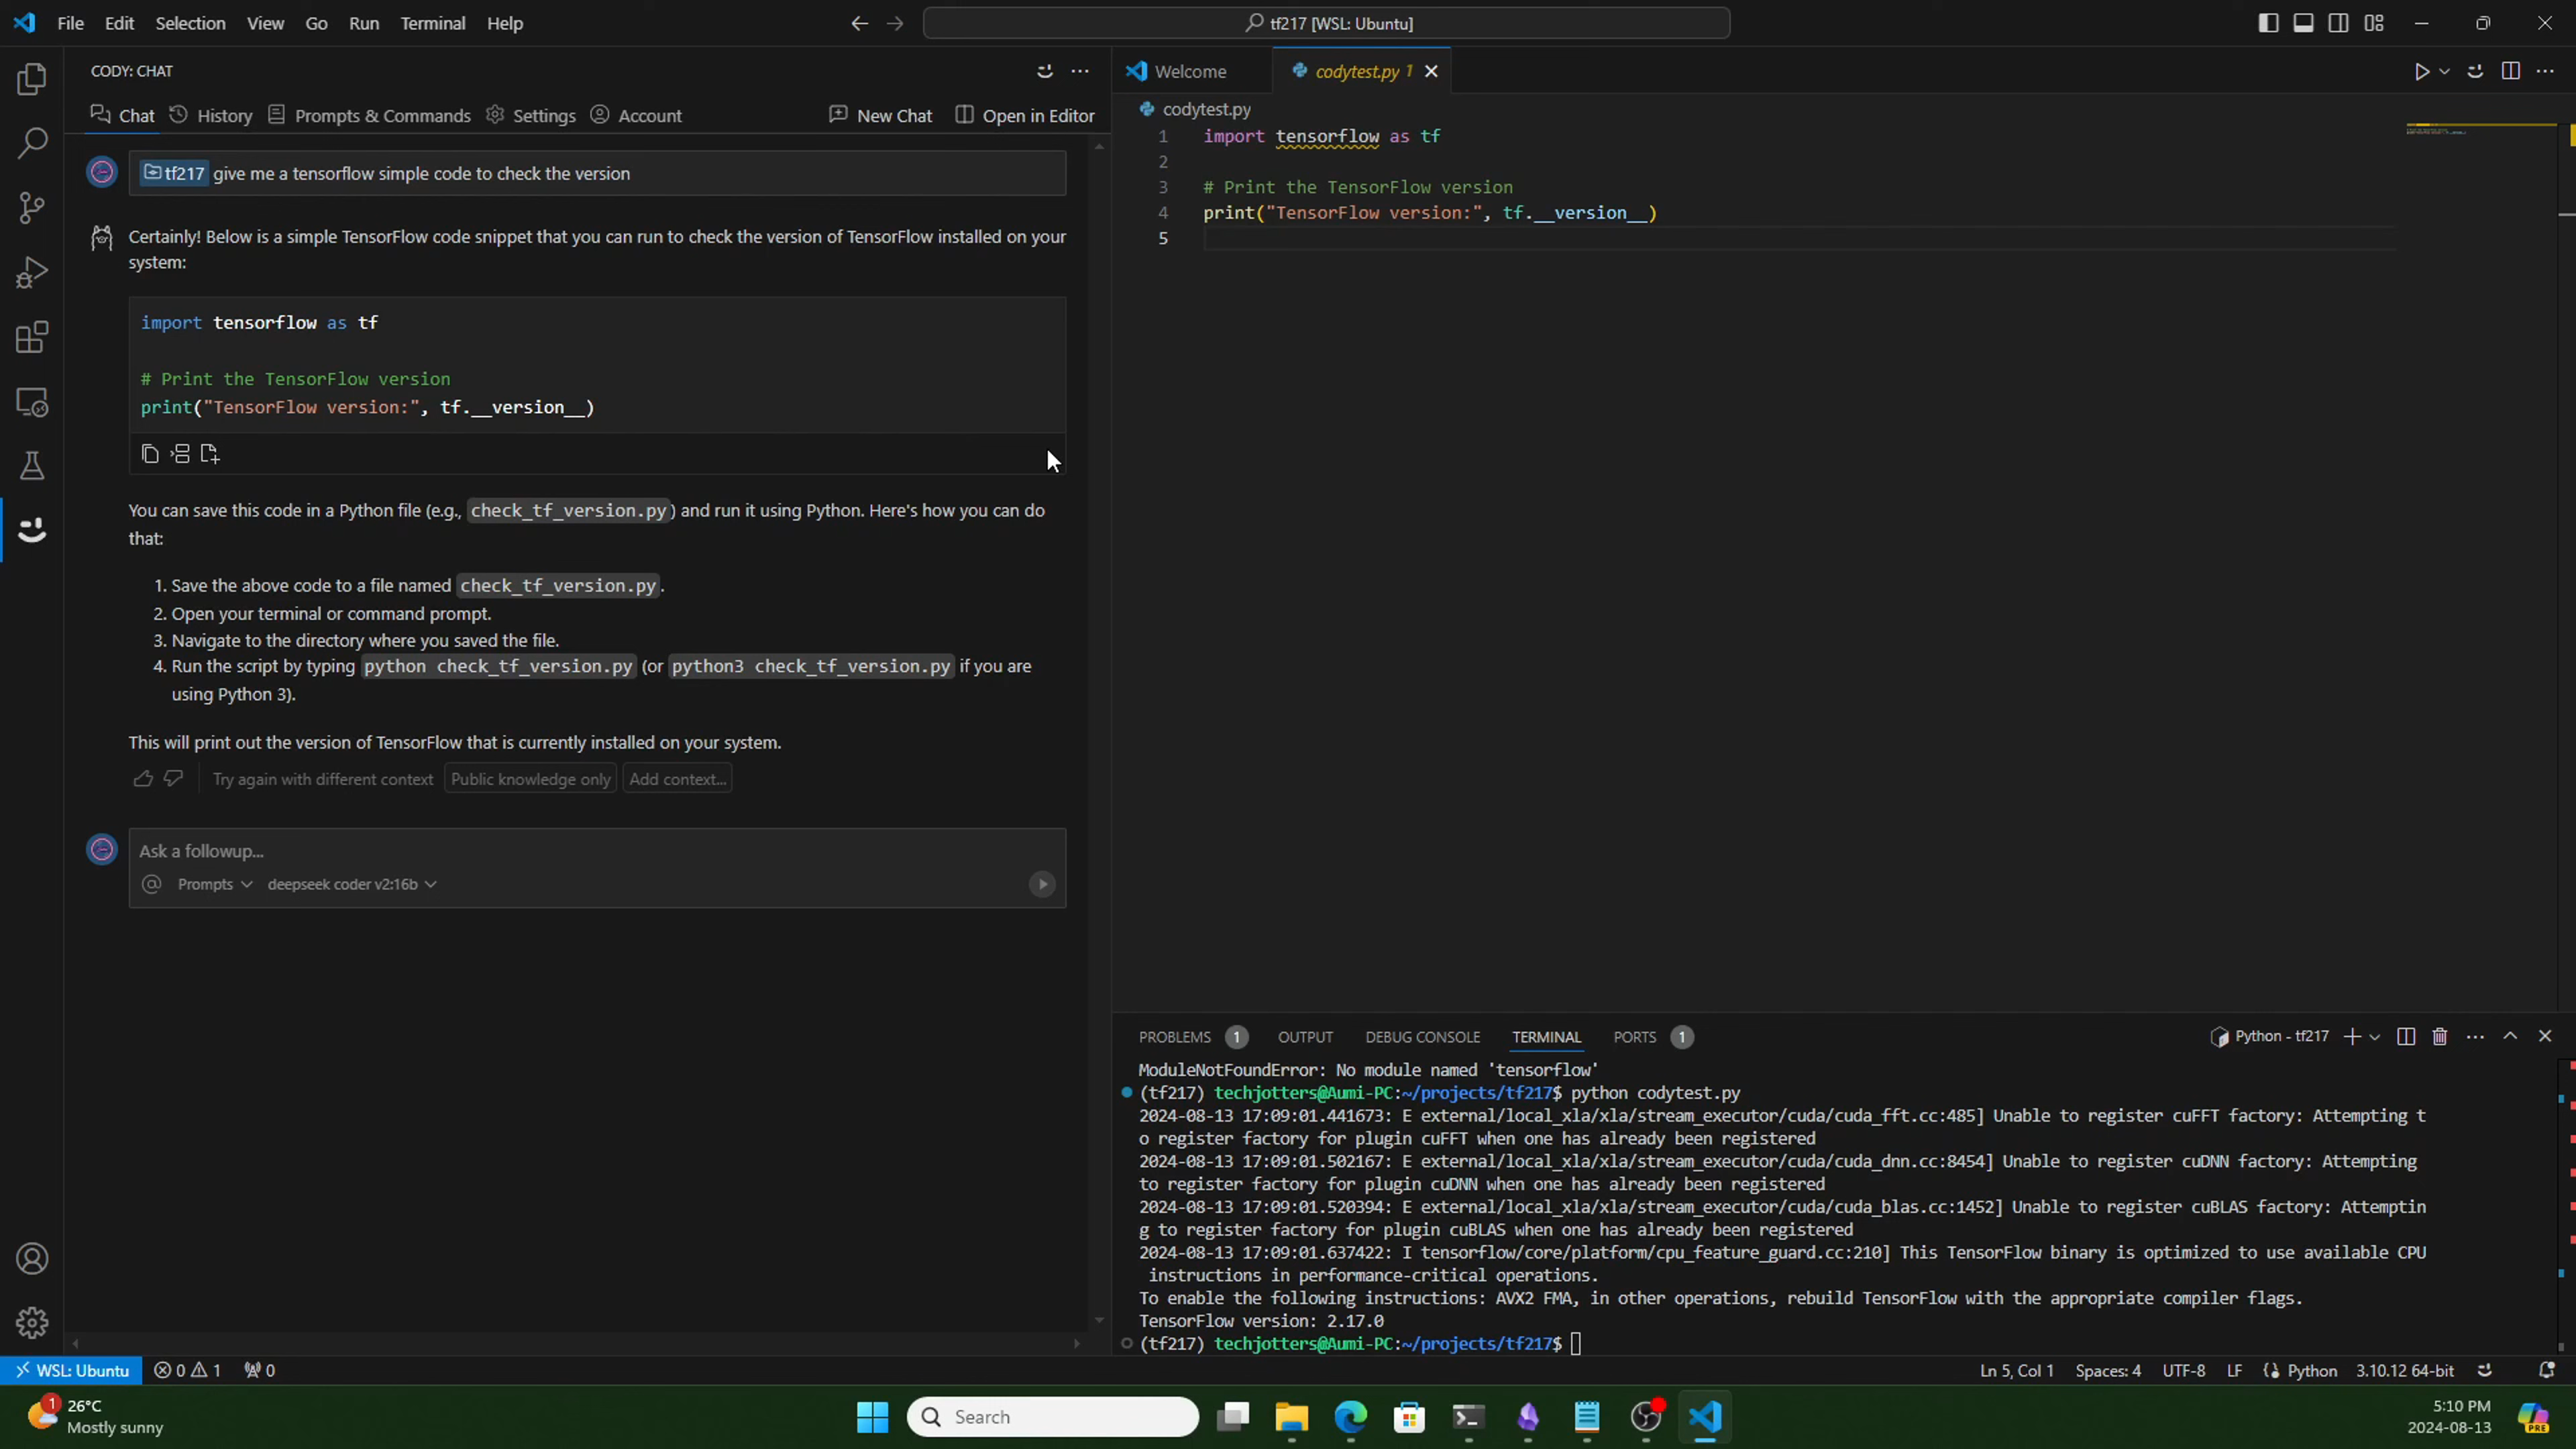 File Edit Selection View Go Run Terminal Help
tf217 [WSL: Ubuntu]
CODY: CHAT
Chat History Prompts & Commands Settings Account New Chat Open in Editor
tf217 give me a tensorflow simple code to check the version
Certainly! Below is a simple TensorFlow code snippet that you can run to check the version of TensorFlow installed on your
system:
import tensorflow as tf
# Print the TensorFlow version
print("TensorFlow version:", tf.__version__)
You can save this code in a Python file (e.g., check_tf_version.py) and run it using Python. Here's how you can do
that:
1. Save the above code to a file named check_tf_version.py.
2. Open your terminal or command prompt.
3. Navigate to the directory where you saved the file.
4. Run the script by typing python check_tf_version.py (or python3 check_tf_version.py if you are
using Python 3).
This will print out the version of TensorFlow that is currently installed on your system.
Try again with different context Public knowledge only Add context...
Ask a followup...
@ Prompts deepseek coder v2:16b
Welcome codytest.py 1
codytest.py
1 import tensorflow as tf
2
3 # Print the TensorFlow version
4 print("TensorFlow version:", tf.__version__)
5
PROBLEMS 1 OUTPUT DEBUG CONSOLE TERMINAL PORTS 1 Python - tf217
ModuleNotFoundError: No module named 'tensorflow'
(tf217) techjotters@Aumi-PC:~/projects/tf217$ python codytest.py
2024-08-13 17:09:01.441673: E external/local_xla/xla/stream_executor/cuda/cuda_fft.cc:485] Unable to register cuFFT factory: Attempting t
o register factory for plugin cuFFT when one has already been registered
2024-08-13 17:09:01.502167: E external/local_xla/xla/stream_executor/cuda/cuda_dnn.cc:8454] Unable to register cuDNN factory: Attempting
to register factory for plugin cuDNN when one has already been registered
2024-08-13 17:09:01.520394: E external/local_xla/xla/stream_executor/cuda/cuda_blas.cc:1452] Unable to register cuBLAS factory: Attemptin
g to register factory for plugin cuBLAS when one has already been registered
2024-08-13 17:09:01.637422: I tensorflow/core/platform/cpu_feature_guard.cc:210] This TensorFlow binary is optimized to use available CPU
instructions in performance-critical operations.
To enable the following instructions: AVX2 FMA, in other operations, rebuild TensorFlow with the appropriate compiler flags.
TensorFlow version: 2.17.0
(tf217) techjotters@Aumi-PC:~/projects/tf217$
WSL: Ubuntu 0 1 0 Ln 5, Col 1 Spaces: 4 UTF-8 LF Python 3.10.12 64-bit
1 26°C
Mostly sunny
Search
5:10 PM
2024-08-13
PRE